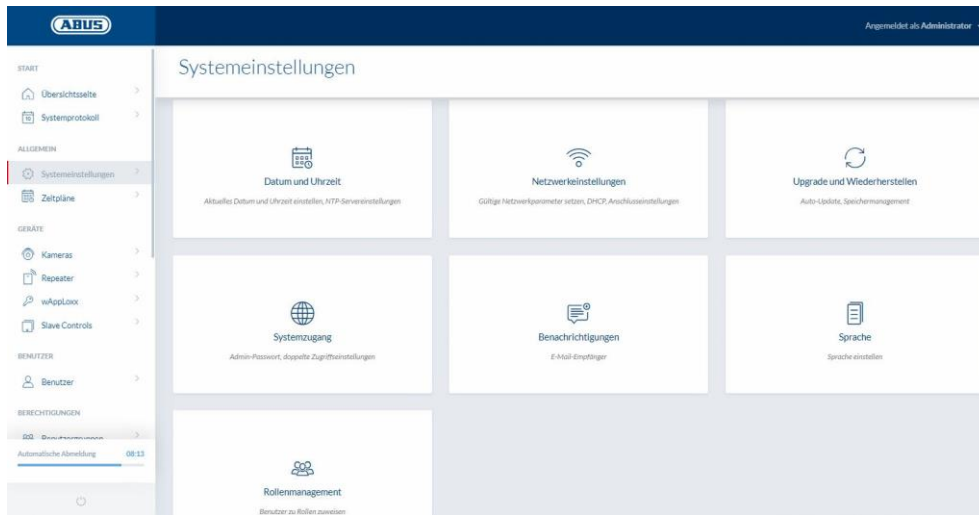 ABUS
Angemeldet als Administrator
START
Übersichtsseite
Systemprotokoll
ALLGEMEIN
Systemeinstellungen
Zeitpläne
GERÄTE
Kameras
Repeater
wAppLoxx
Slave Controls
BENUTZER
Benutzer
BERECHTIGUNGEN
Benutzergruppen
Automatische Abmeldung 08:13
Systemeinstellungen
Datum und Uhrzeit
Aktuelles Datum und Uhrzeit einstellen, NTP-Servereinstellungen
Netzwerkeinstellungen
Gültige Netzwerkparameter setzen, DHCP, Anschlusseinstellungen
Upgrade und Wiederherstellen
Auto-Update, Speichermanagement
Systemzugang
Admin-Passwort, doppelte Zugriffseinstellungen
Benachrichtigungen
E-Mail-Empfänger
Sprache
Sprache einstellen
Rollenmanagement
Benutzer zu Rollen zuweisen